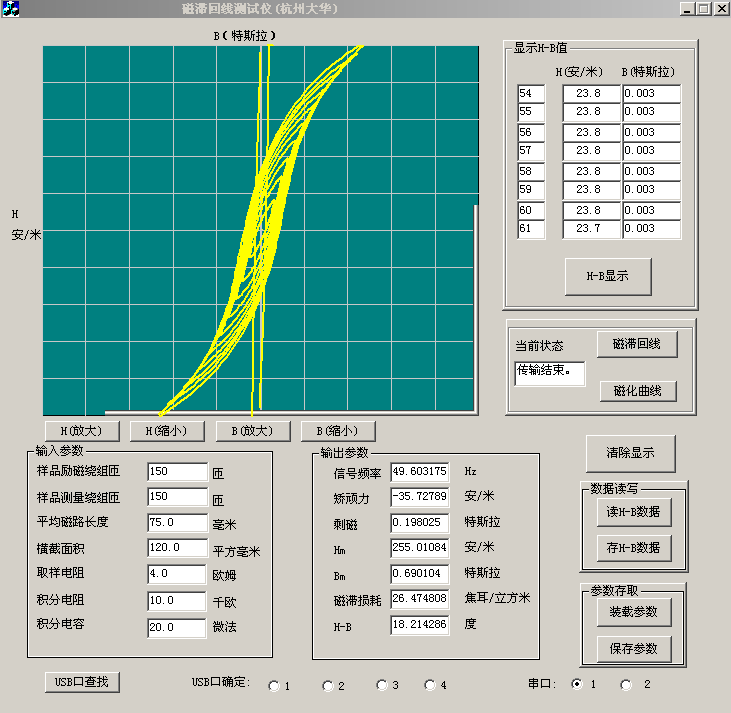 磁滞回线测试仪(杭州大华)
B(特斯拉)
H
安/米
显示H-B值
H(安/米) B(特斯拉)
54 23.8 0.003
55 23.8 0.003
56 23.8 0.003
57 23.8 0.003
58 23.8 0.003
59 23.8 0.003
60 23.8 0.003
61 23.7 0.003
H-B显示
当前状态
传输结束。
磁滞回线
磁化曲线
H(放大) H(缩小) B(放大) B(缩小)
输入参数
样品励磁绕组匝 150 匝
样品测量绕组匝 150 匝
平均磁路长度 75.0 毫米
横截面积 120.0 平方毫米
取样电阻 4.0 欧姆
积分电阻 10.0 千欧
积分电容 20.0 微法
输出参数
信号频率 49.603175 Hz
矫顽力 -35.72789 安/米
剩磁 0.198025 特斯拉
Hm 255.01084 安/米
Bm 0.690104 特斯拉
磁滞损耗 26.474808 焦耳/立方米
H-B 18.214286 度
清除显示
数据读写
读H-B数据
存H-B数据
参数存取
装载参数
保存参数
USB口查找 USB口确定: 1 2 3 4 串口: 1 2